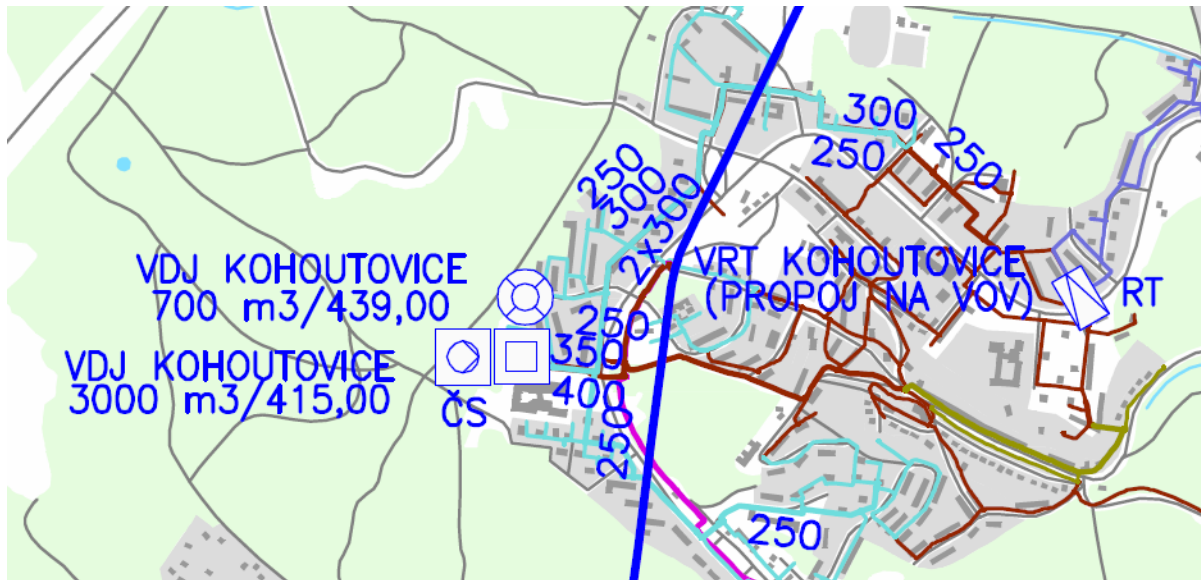 300
250
250
250
300
2x300
VDJ KOHOUTOVICE
700 m3/439,00
VRT KOHOUTOVICE
(PROPOJ NA VOV)
RT
250
350
VDJ KOHOUTOVICE
3000 m3/415,00
400
ČS
250
250